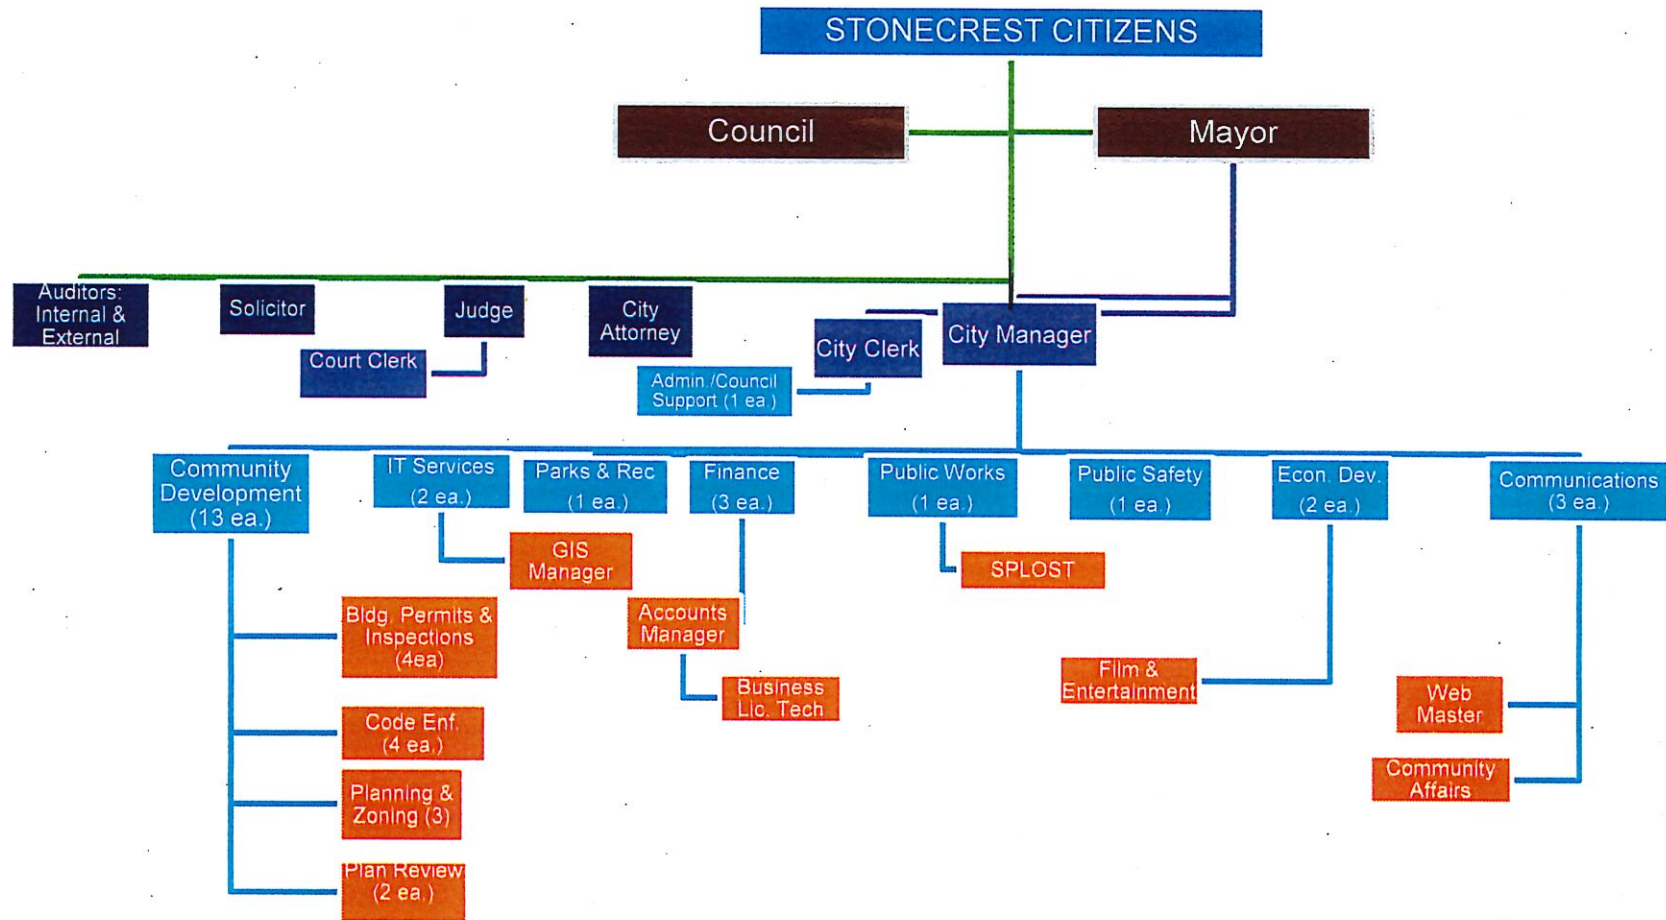 STONECREST CITIZENS
Council
Mayor
Auditors:
Internal &
External
Solicitor
Judge
City
Attorney
City Clerk
City Manager
Court Clerk
Admin./Council
Support (1 ea.)
Community
Development
(13 ea.)
IT Services
(2 ea.)
Parks & Rec
(1 ea.)
Finance
(3 ea.)
Public Works
(1 ea.)
Public Safety
(1 ea.)
Econ. Dev.
(2 ea.)
Communications
(3 ea.)
GIS
Manager
SPLOST
Bldg. Permits &
Inspections
(4ea)
Accounts
Manager
Business
Lic. Tech
Film &
Entertainment
Web
Master
Code Enf.
(4 ea.)
Community
Affairs
Planning &
Zoning (3)
Plan Review
(2 ea.)